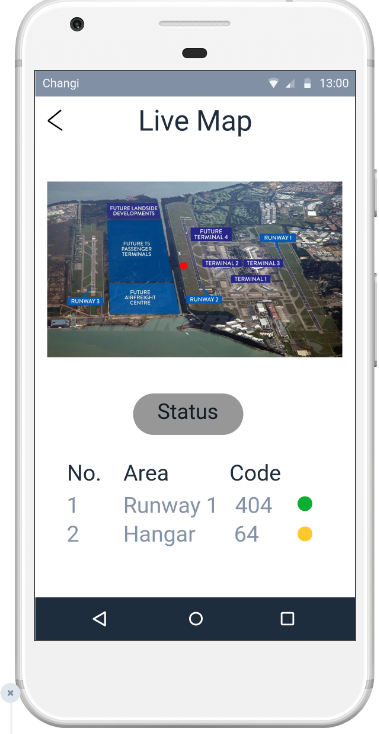 Changi 13:00
Live Map
FUTURE LANDSIDE
DEVELOPMENTS
FUTURE T5
PASSENGER
TERMINALS
FUTURE
TERMINAL 4
RUNWAY 1
TERMINAL 2 TERMINAL 3
TERMINAL 1
FUTURE
AIRFREIGHT
CENTRE
RUNWAY 3
RUNWAY 2
Status
No. Area Code
1 Runway 1 404
2 Hangar 64